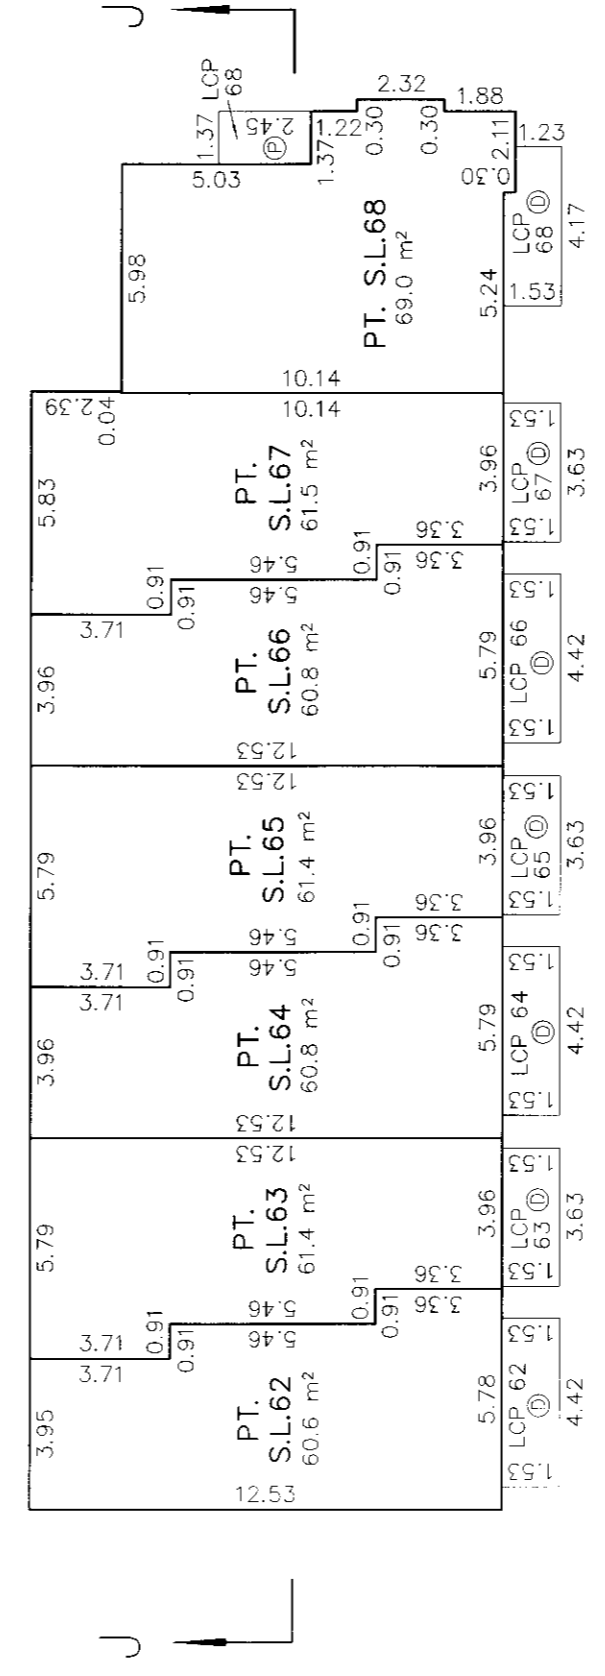 J
LCP
68
1.37
2.45
P
5.03
1.37
1.22
0.30
2.32
0.30
1.88
2.11
1.23
0.30
LCP
68 D
4.17
1.53
5.24
5.98
PT. S.L.68
69.0 m²
10.14
10.14
2.39
0.04
5.83
PT.
S.L.67
61.5 m²
3.96
1.53
LCP
67 D
1.53
3.63
0.91
0.91
5.46
5.46
0.91
0.91
3.36
3.36
3.71
3.96
PT.
S.L.66
60.8 m²
5.79
1.53
LCP 66
D
1.53
4.42
12.53
12.53
5.79
PT.
S.L.65
61.4 m²
3.96
1.53
LCP
65 D
1.53
3.63
3.71
3.71
0.91
0.91
5.46
5.46
0.91
0.91
3.36
3.36
3.96
PT.
S.L.64
60.8 m²
5.79
1.53
LCP 64
D
1.53
4.42
12.53
12.53
5.79
PT.
S.L.63
61.4 m²
3.96
1.53
LCP
63 D
1.53
3.63
3.71
3.71
0.91
0.91
5.46
5.46
0.91
0.91
3.36
3.36
3.95
PT.
S.L.62
60.6 m²
5.78
1.53
LCP 62
D
1.53
4.42
12.53
J